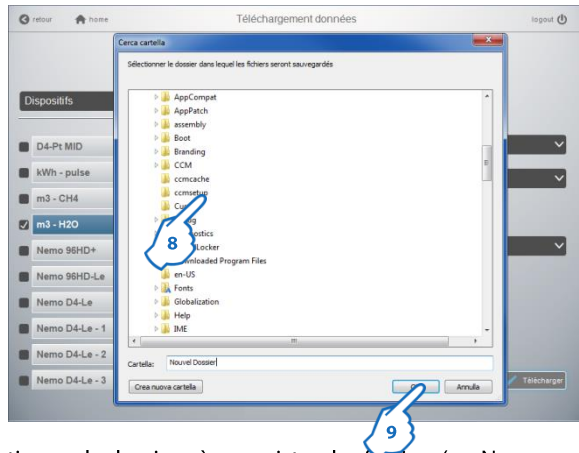 retour home Téléchargement données logout
Cerca cartella
Sélectionner le dossier dans lequel les fichiers seront sauvegardés
Dispositifs
AppCompat
AppPatch
assembly
Boot
Branding
CCM
ccmcache
ccmsetup
Locker
Program Files
en-US
Fonts
Globalization
Help
IME
8
D4-Pt MID
kWh - pulse
m3 - CH4
m3 - H2O
Nemo 96HD+
Nemo 96HD-Le
Nemo D4-Le
Nemo D4-Le - 1
Nemo D4-Le - 2
Nemo D4-Le - 3
Cartella: Nouvel Dossier
Crea nuova cartella Annulla
Télécharger
9